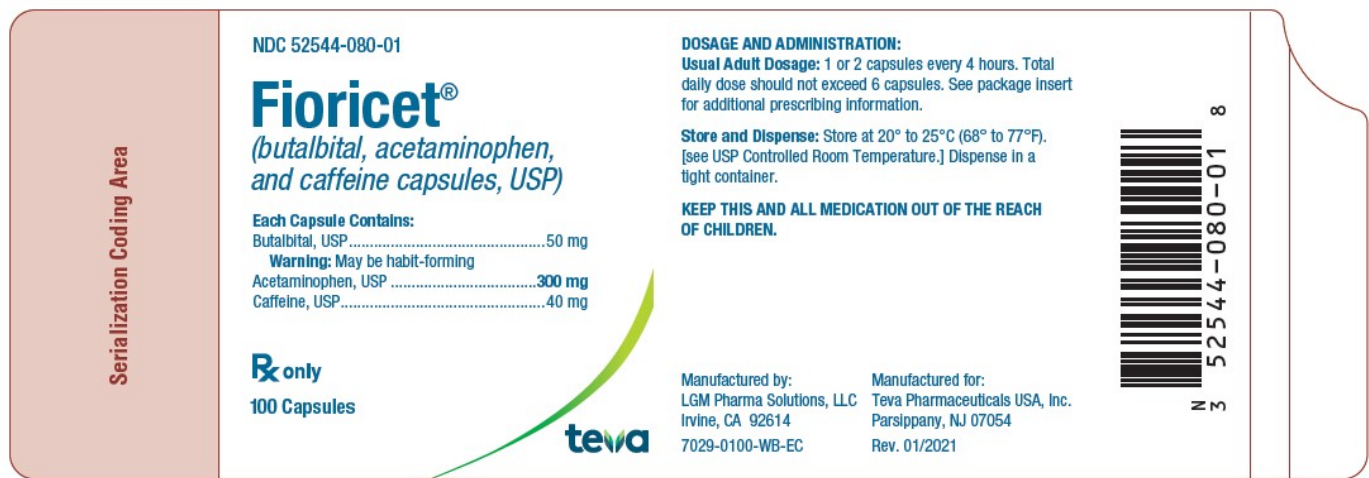 Serialization Coding Area
NDC 52544-080-01
Fioricet®
(butalbital, acetaminophen,
and caffeine capsules, USP)
Each Capsule Contains:
Butalbital, USP...............................................50 mg
Warning: May be habit-forming
Acetaminophen, USP ...................................300 mg
Caffeine, USP.................................................40 mg
Rx only
100 Capsules
teva
DOSAGE AND ADMINISTRATION:
Usual Adult Dosage: 1 or 2 capsules every 4 hours. Total
daily dose should not exceed 6 capsules. See package insert
for additional prescribing information.
Store and Dispense: Store at 20° to 25°C (68° to 77°F).
[see USP Controlled Room Temperature.] Dispense in a
tight container.
KEEP THIS AND ALL MEDICATION OUT OF THE REACH
OF CHILDREN.
Manufactured by:
LGM Pharma Solutions, LLC
Irvine, CA  92614
7029-0100-WB-EC
Manufactured for:
Teva Pharmaceuticals USA, Inc.
Parsippany, NJ 07054
Rev. 01/2021
N
3 52544-080-01 8